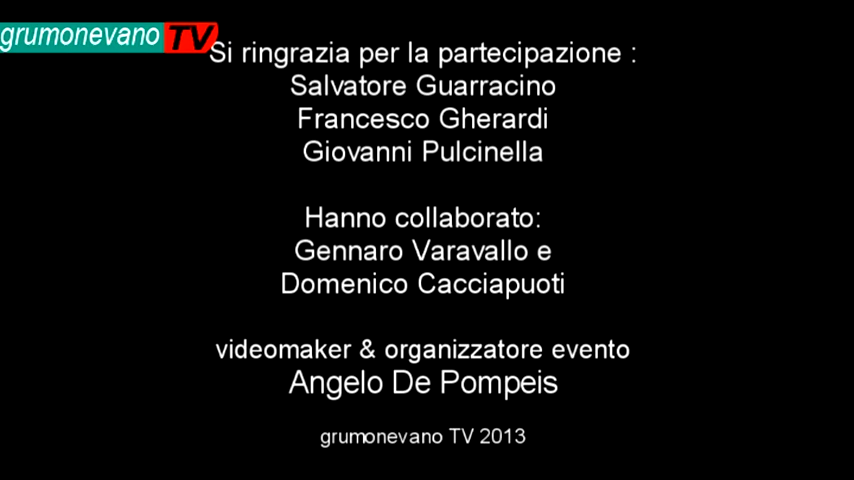 grumonevano TV
Si ringrazia per la partecipazione :
Salvatore Guarracino
Francesco Gherardi
Giovanni Pulcinella
Hanno collaborato:
Gennaro Varavallo e
Domenico Cacciapuoti
videomaker & organizzatore evento
Angelo De Pompeis
grumonevano TV 2013